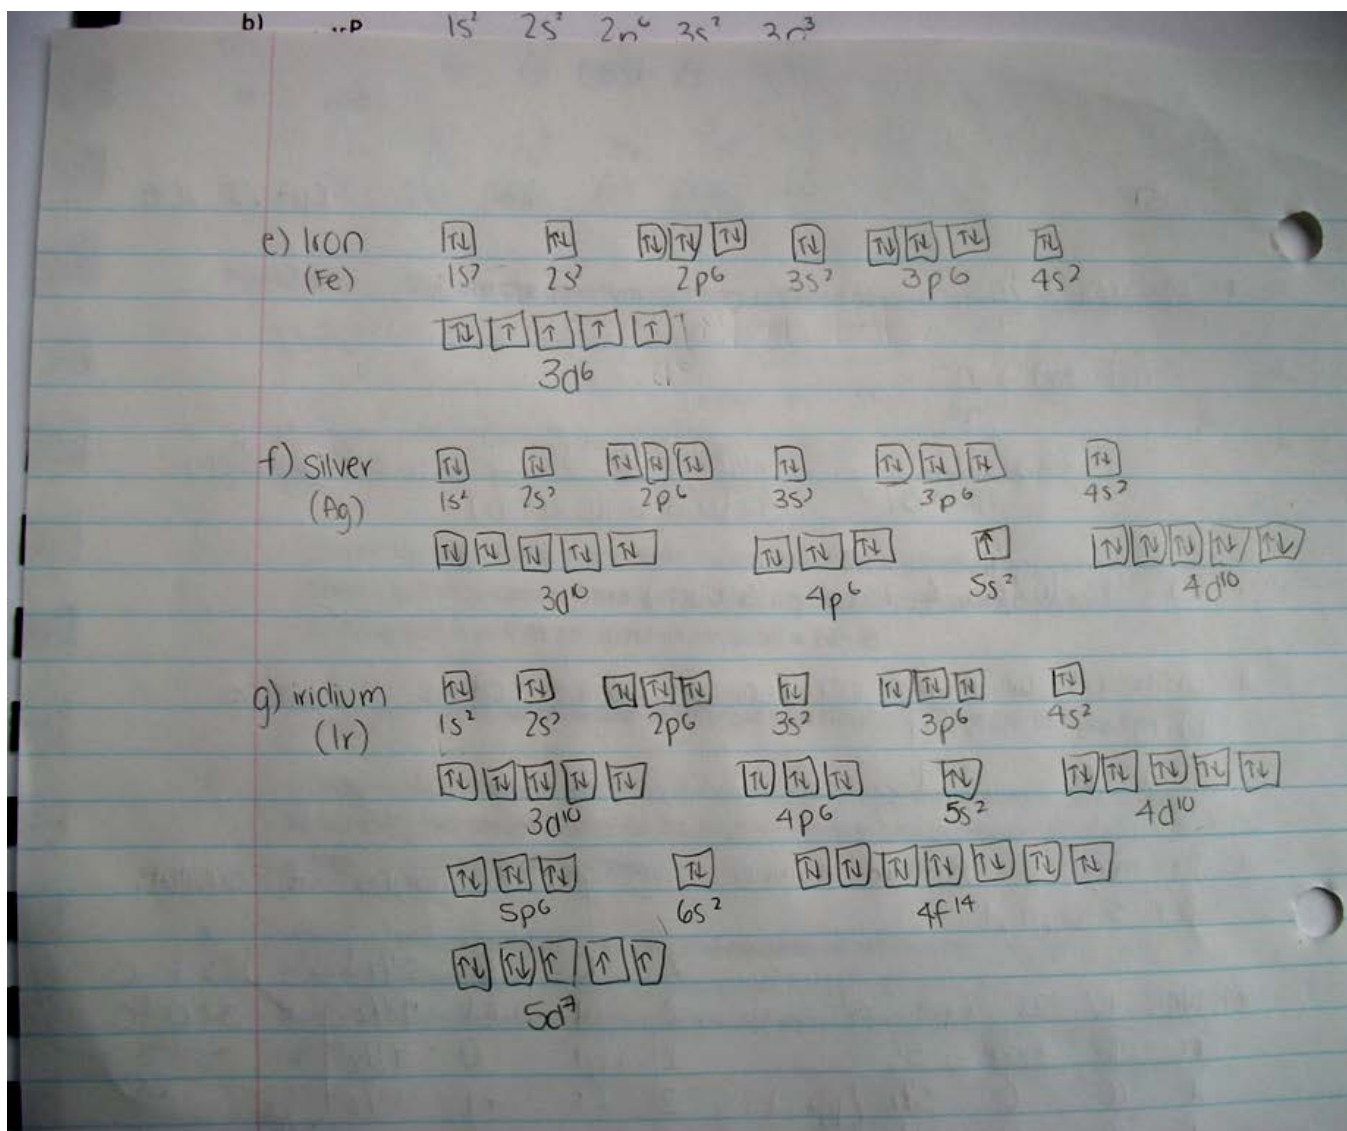 b) 1s² 2s² 2p⁶ 3s² 3p³
e) Iron ↑↓ ↑↓ ↑↓ ↑↓ ↑↓ ↑↓ ↑↓ ↑↓ ↑↓ ↑↓
(Fe) 1s² 2s² 2p⁶ 3s² 3p⁶ 4s²
↑↓ ↑ ↑ ↑ ↑
3d⁶
f) silver ↑↓ ↑↓ ↑↓ ↑↓ ↑↓ ↑↓ ↑↓ ↑↓ ↑↓ ↑↓
(Ag) 1s² 2s² 2p⁶ 3s² 3p⁶ 4s²
↑↓ ↑↓ ↑↓ ↑↓ ↑↓ ↑↓ ↑↓ ↑↓ ↑ ↑↓ ↑↓ ↑↓ ↑↓ ↑↓
3d¹⁰ 4p⁶ 5s² 4d¹⁰
g) iridium ↑↓ ↑↓ ↑↓ ↑↓ ↑↓ ↑↓ ↑↓ ↑↓ ↑↓ ↑↓
(Ir) 1s² 2s² 2p⁶ 3s² 3p⁶ 4s²
↑↓ ↑↓ ↑↓ ↑↓ ↑↓ ↑↓ ↑↓ ↑↓ ↑↓ ↑↓ ↑↓ ↑↓ ↑↓ ↑↓
3d¹⁰ 4p⁶ 5s² 4d¹⁰
↑↓ ↑↓ ↑↓ ↑↓ ↑↓ ↑↓ ↑↓ ↑↓ ↑↓ ↑↓ ↑↓
5p⁶ 6s² 4f¹⁴
↑↓ ↑↓ ↑ ↑ ↑
5d⁷